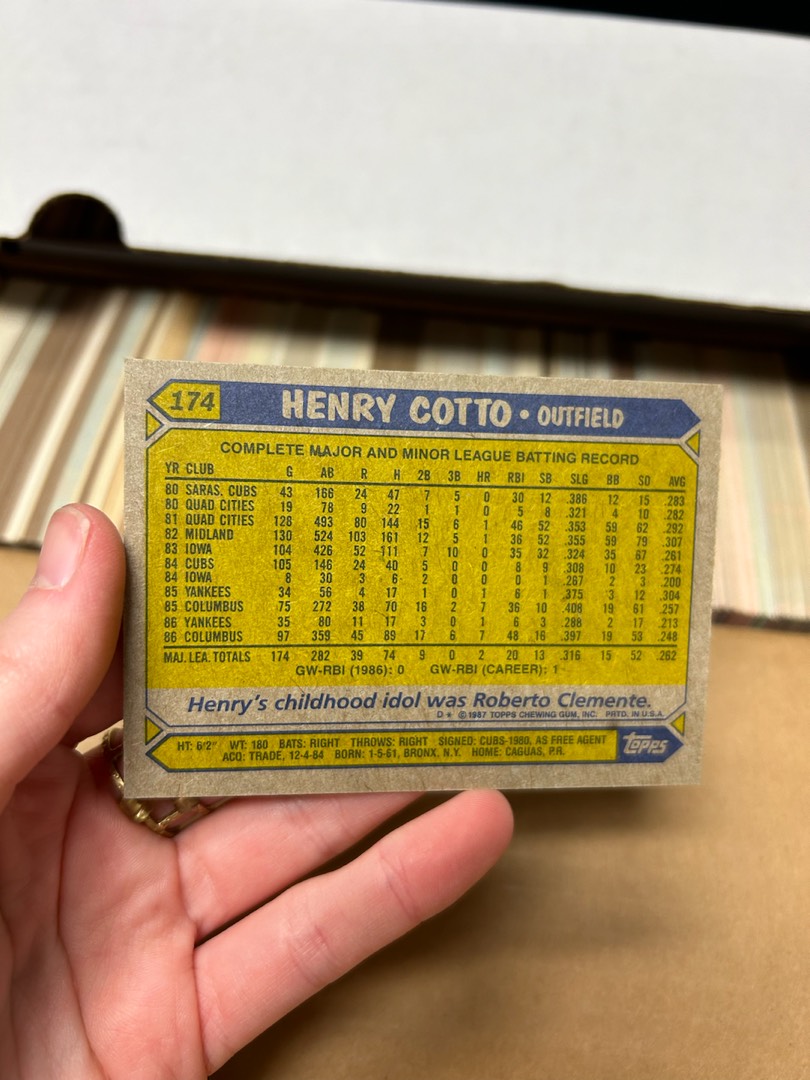 174 HENRY COTTO • OUTFIELD
COMPLETE MAJOR AND MINOR LEAGUE BATTING RECORD
YR CLUB G AB R H 2B 3B HR RBI SB SLG BB SO AVG
80 SARAS. CUBS 43 166 24 47 7 5 0 30 12 .386 12 15 .283
80 QUAD CITIES 19 78 9 22 1 1 0 5 8 .321 4 10 .282
81 QUAD CITIES 128 493 80 144 15 6 1 46 52 .353 59 62 .292
82 MIDLAND 130 524 103 161 12 5 1 36 52 .355 59 79 .307
83 IOWA 104 426 52 111 7 10 0 35 32 .324 35 67 .261
84 CUBS 105 146 24 40 5 0 0 8 9 .308 10 23 .274
84 IOWA 8 30 3 6 2 0 0 0 1 .267 2 3 .200
85 YANKEES 34 56 4 17 1 0 1 6 1 .375 3 12 .304
85 COLUMBUS 75 272 38 70 16 2 7 36 10 .408 19 61 .257
86 YANKEES 35 80 11 17 3 0 1 6 3 .288 2 17 .213
86 COLUMBUS 97 359 45 89 17 6 7 48 16 .397 19 53 .248
MAJ. LEA. TOTALS 174 282 39 74 9 0 2 20 13 .316 15 52 .262
GW-RBI (1986): 0 GW-RBI (CAREER): 1
Henry's childhood idol was Roberto Clemente.
D* ©1987 TOPPS CHEWING GUM, INC. PRTD. IN U.S.A.
HT: 6'2" WT: 180 BATS: RIGHT THROWS: RIGHT SIGNED: CUBS-1980, AS FREE AGENT
ACQ: TRADE, 12-4-84 BORN: 1-5-61, BRONX, N.Y. HOME: CAGUAS, P.R.
Topps